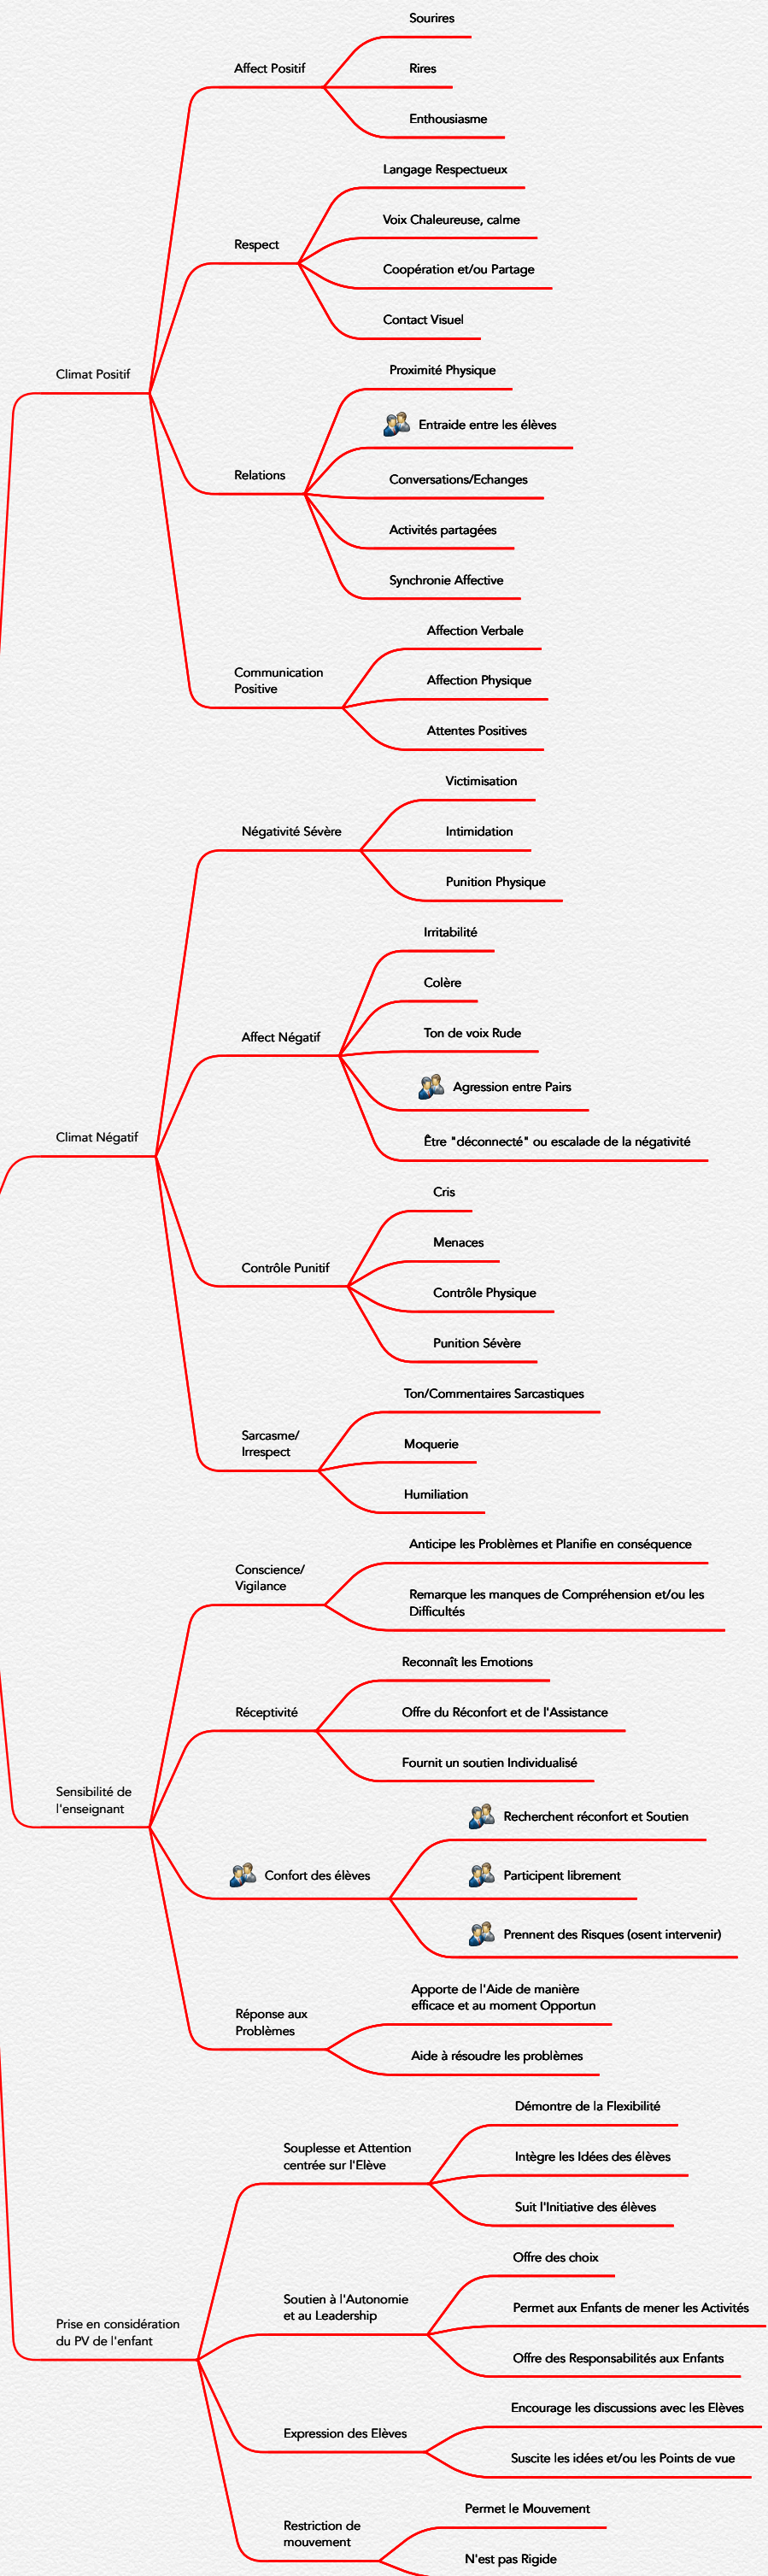 Sourires
Affect Positif
Rires
Enthousiasme
Langage Respectueux
Voix Chaleureuse, calme
Respect
Coopération et/ou Partage
Contact Visuel
Climat Positif
Proximité Physique
Entraide entre les élèves
Relations
Conversations/Echanges
Activités partagées
Synchronie Affective
Affection Verbale
Communication
Positive
Affection Physique
Attentes Positives
Victimisation
Négativité Sévère
Intimidation
Punition Physique
Irritabilité
Colère
Affect Négatif
Ton de voix Rude
Agression entre Pairs
Climat Négatif
Être "déconnecté" ou escalade de la négativité
Cris
Menaces
Contrôle Punitif
Contrôle Physique
Punition Sévère
Ton/Commentaires Sarcastiques
Sarcasme/
Irrespect
Moquerie
Humiliation
Anticipe les Problèmes et Planifie en conséquence
Conscience/
Vigilance
Remarque les manques de Compréhension et/ou les
Difficultés
Reconnaît les Emotions
Réceptivité
Offre du Réconfort et de l'Assistance
Fournit un soutien Individualisé
Sensibilité de
l'enseignant
Recherchent réconfort et Soutien
Confort des élèves
Participent librement
Prennent des Risques (osent intervenir)
Apporte de l'Aide de manière
efficace et au moment Opportun
Réponse aux
Problèmes
Aide à résoudre les problèmes
Démontre de la Flexibilité
Souplesse et Attention
centrée sur l'Elève
Intègre les Idées des élèves
Suit l'Initiative des élèves
Offre des choix
Soutien à l'Autonomie
et au Leadership
Permet aux Enfants de mener les Activités
Prise en considération
du PV de l'enfant
Offre des Responsabilités aux Enfants
Encourage les discussions avec les Elèves
Expression des Elèves
Suscite les idées et/ou les Points de vue
Permet le Mouvement
Restriction de
mouvement
N'est pas Rigide